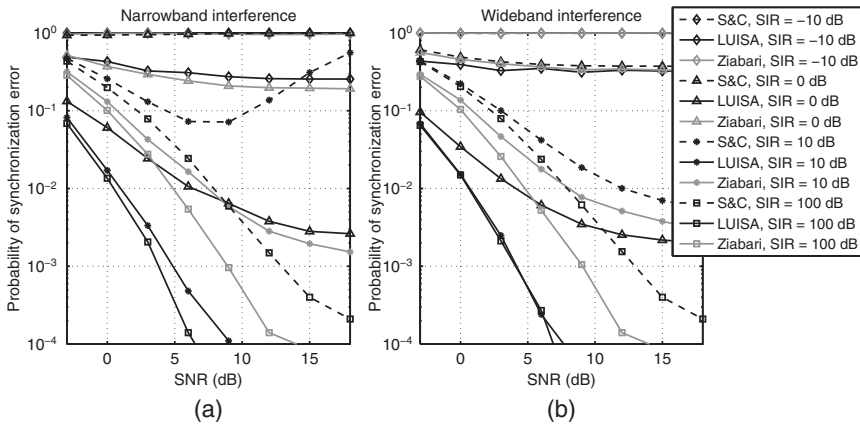 Narrowband interference
10⁰
10⁻¹
10⁻²
10⁻³
10⁻⁴
Probability of synchronization error
0
5
10
15
SNR (dB)
(a)
Wideband interference
10⁰
10⁻¹
10⁻²
10⁻³
10⁻⁴
Probability of synchronization error
0
5
10
15
SNR (dB)
(b)
S&C, SIR = −10 dB
LUISA, SIR = −10 dB
Ziabari, SIR = −10 dB
S&C, SIR = 0 dB
LUISA, SIR = 0 dB
Ziabari, SIR = 0 dB
S&C, SIR = 10 dB
LUISA, SIR = 10 dB
Ziabari, SIR = 10 dB
S&C, SIR = 100 dB
LUISA, SIR = 100 dB
Ziabari, SIR = 100 dB